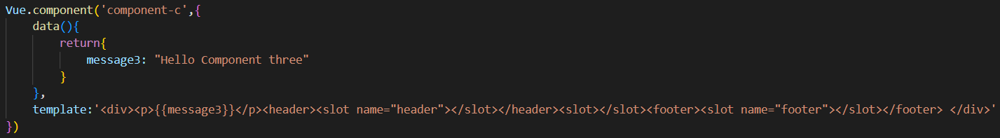 Vue.component('component-c',{
    data(){
        return{
            message3: "Hello Component three"
        }
    },
    template:'<div><p>{{message3}}</p><header><slot name="header"></slot></header><slot></slot><footer><slot name="footer"></slot></footer> </div>'
})